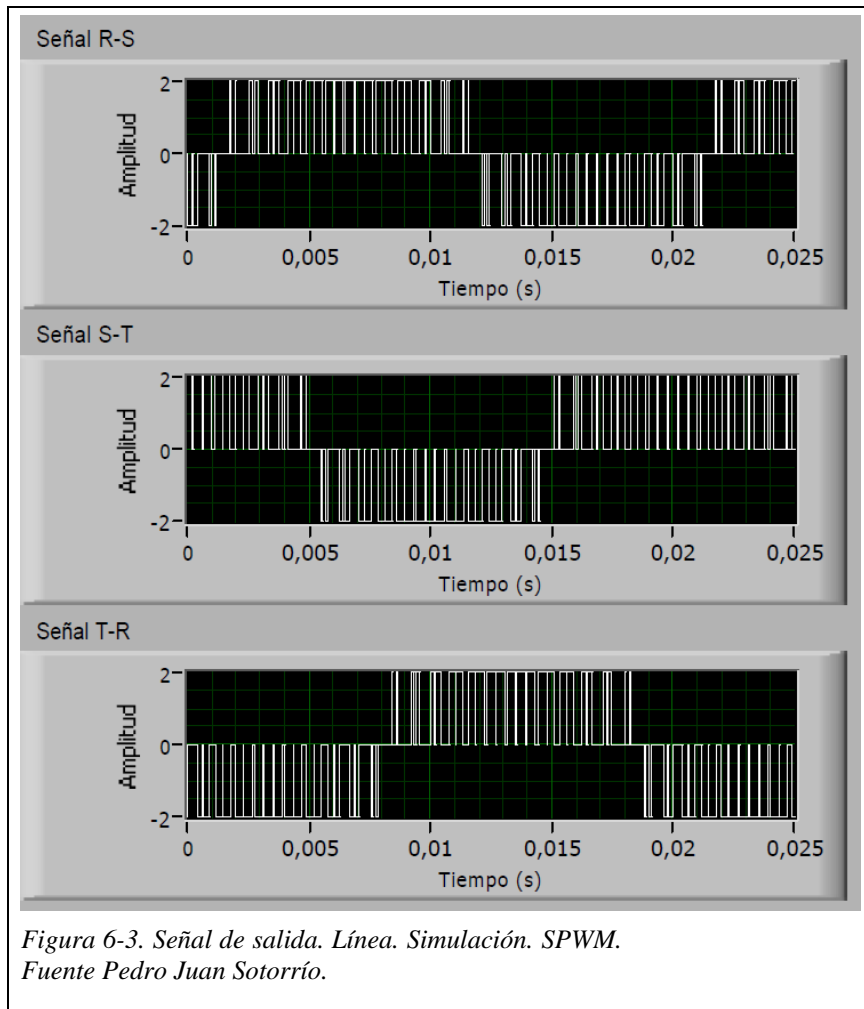 Señal R-S
Amplitud
2
0
-2
0 0,005 0,01 0,015 0,02 0,025
Tiempo (s)
Señal S-T
Amplitud
2
0
-2
0 0,005 0,01 0,015 0,02 0,025
Tiempo (s)
Señal T-R
Amplitud
2
0
-2
0 0,005 0,01 0,015 0,02 0,025
Tiempo (s)
Figura 6-3. Señal de salida. Línea. Simulación. SPWM.
Fuente Pedro Juan Sotorrío.